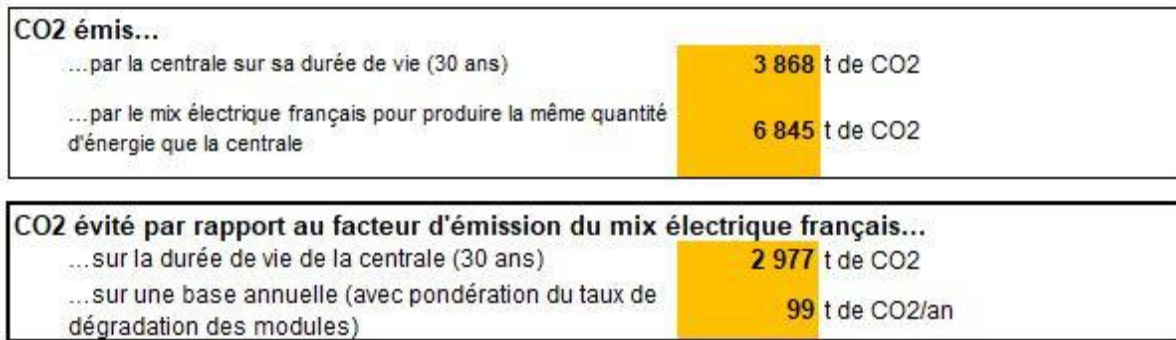 CO2 émis...
...par la centrale sur sa durée de vie (30 ans) 3 868 t de CO2
...par le mix électrique français pour produire la même quantité
d'énergie que la centrale 6 845 t de CO2
CO2 évité par rapport au facteur d'émission du mix électrique français...
...sur la durée de vie de la centrale (30 ans) 2 977 t de CO2
...sur une base annuelle (avec pondération du taux de
dégradation des modules) 99 t de CO2/an